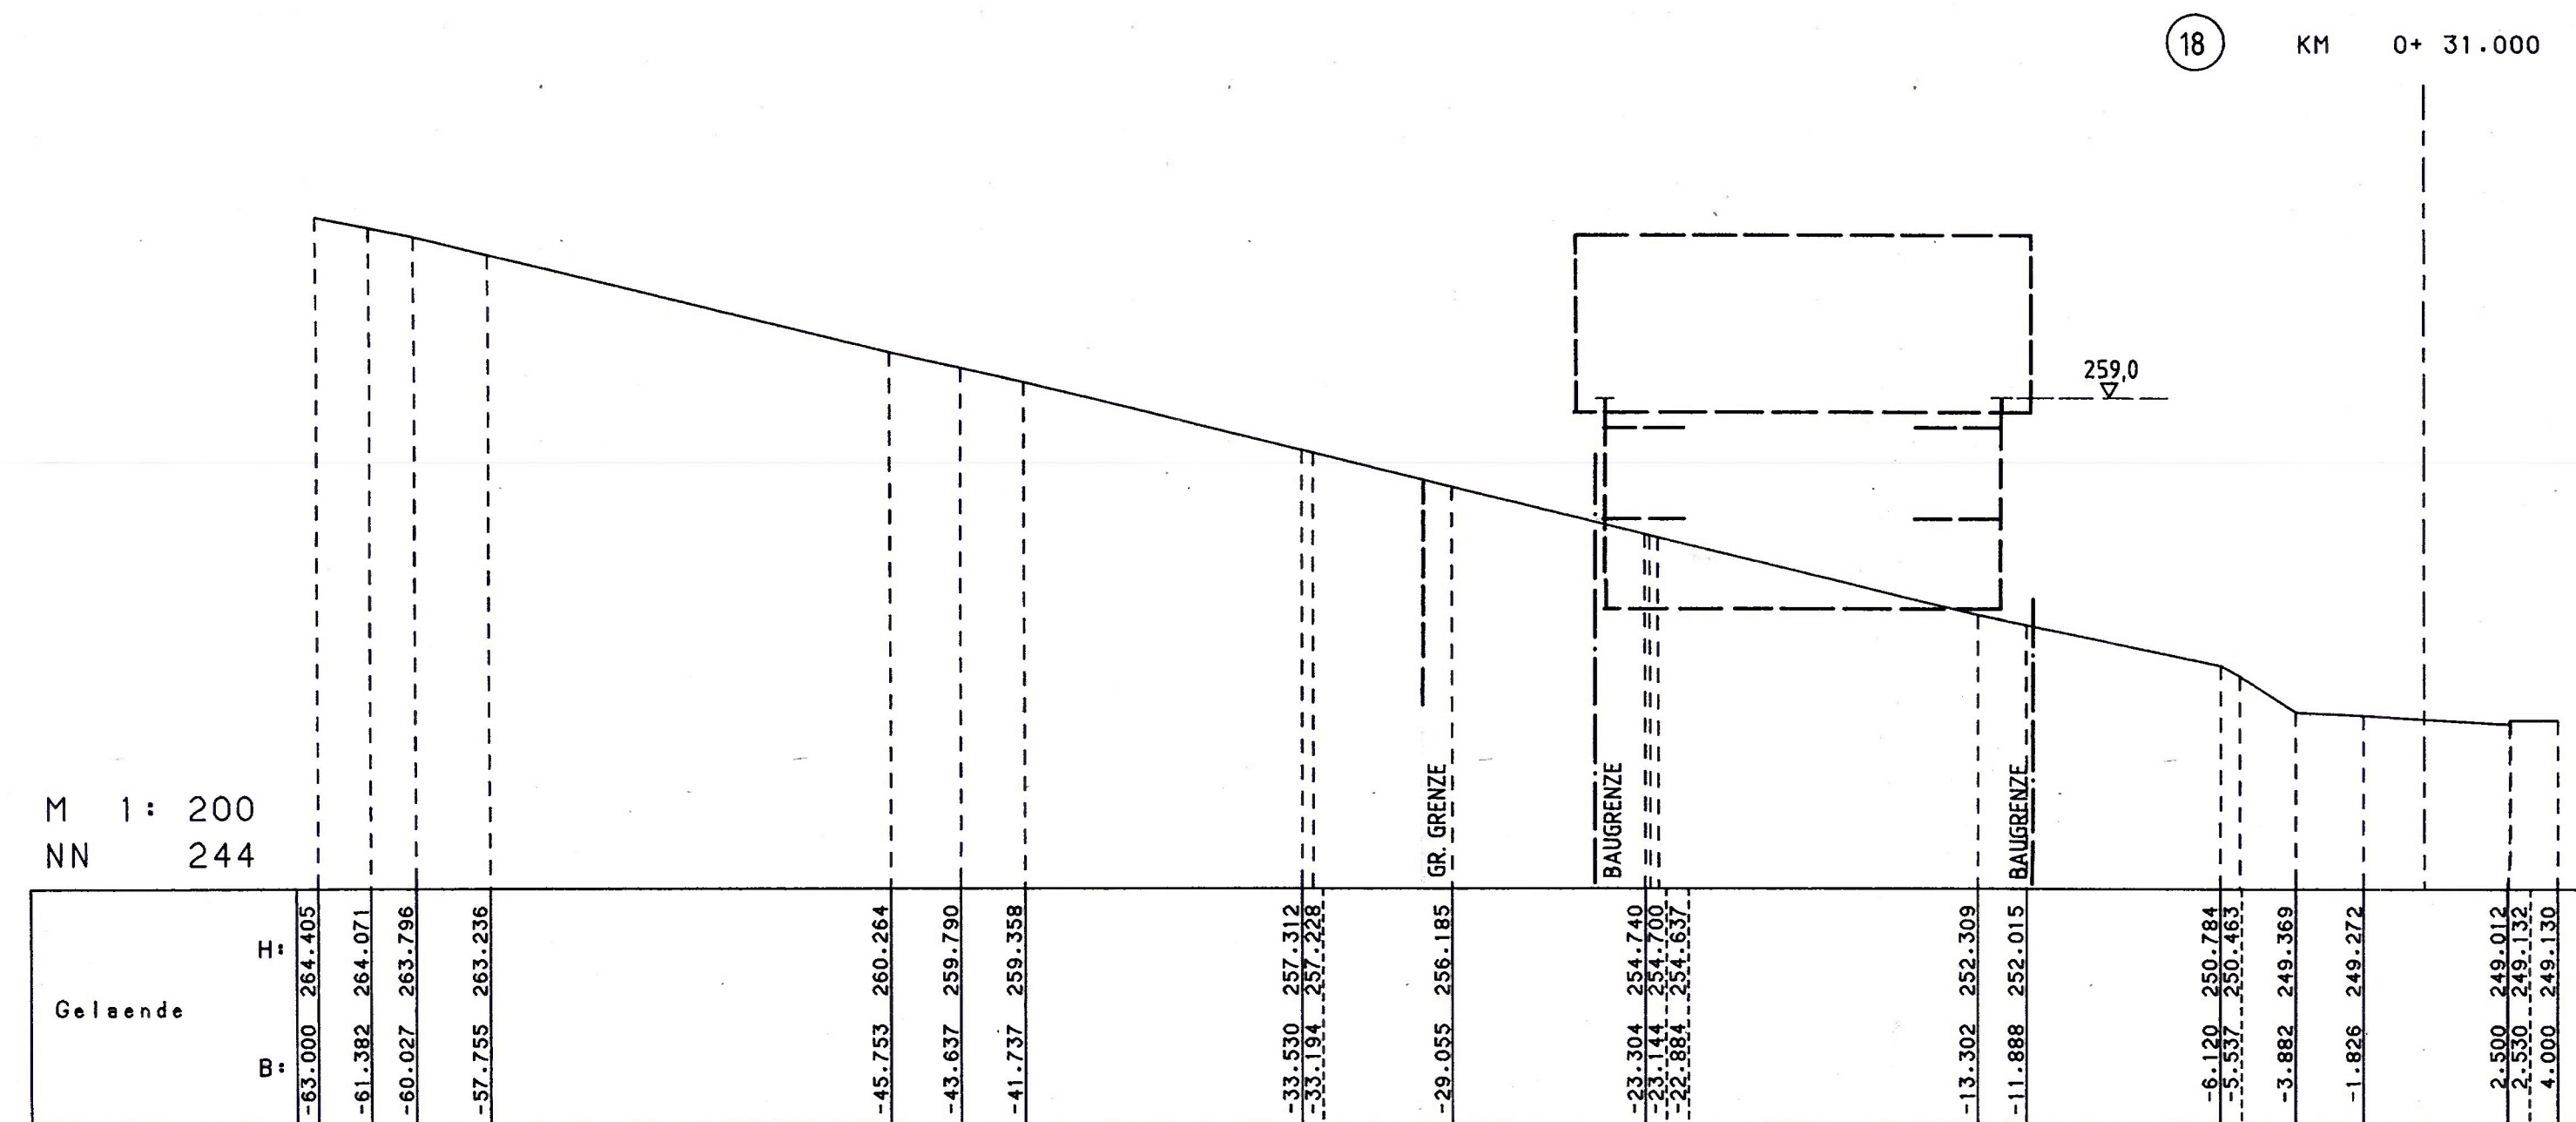 18 KM 0+ 31.000
259,0
GR. GRENZE
BAUGRENZE
BAUGRENZE
M 1: 200
NN 244
Gelaende
H: 264.405 264.071 263.796 263.236 260.264 259.790 259.358 257.312 257.228 256.185 254.740 254.700 254.637 252.309 252.015 250.784 250.463 249.369 249.272 249.012 249.132 249.130
B: -63.000 -61.382 -60.027 -57.755 -45.753 -43.637 -41.737 -33.530 -33.194 -29.055 -23.304 -23.144 -22.884 -13.302 -11.888 -6.120 -5.537 -3.882 -1.826 2.500 2.530 4.000